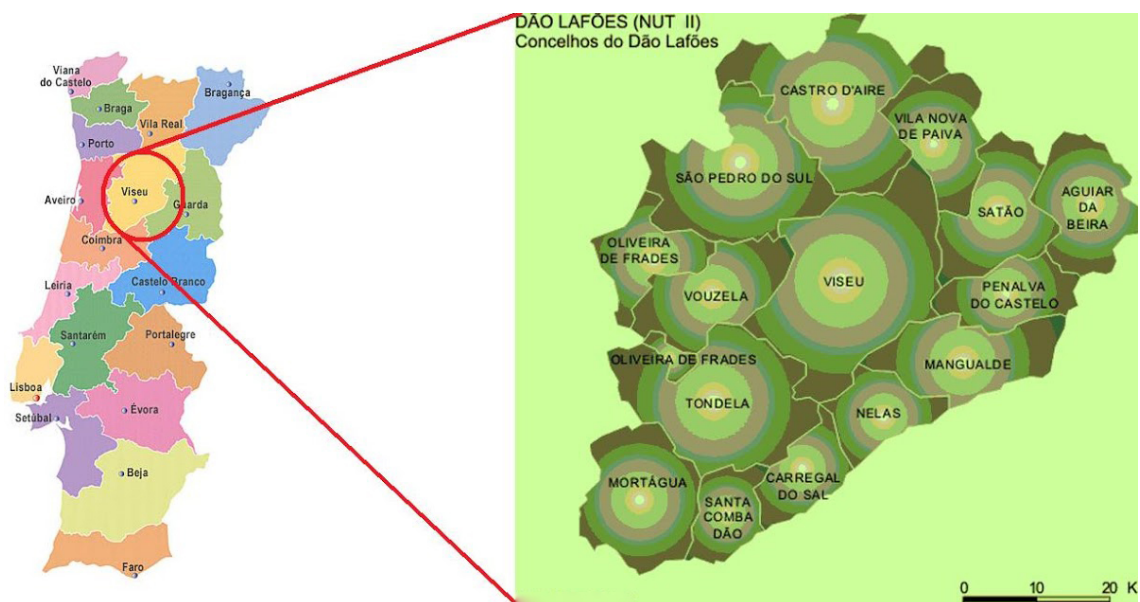 Viana
do Castelo
Braga
Bragança
Vila Real
Porto
Viseu
Aveiro
Guarda
Coimbra
Castelo Branco
Leiria
Santarém
Portalegre
Lisboa
Setúbal
Évora
Beja
Faro
DÃO LAFÕES (NUT II)
Concelhos do Dão Lafões
CASTRO D'AIRE
VILA NOVA
DE PAIVA
SÃO PEDRO DO SUL
SATÃO
AGUIAR
DA
BEIRA
OLIVEIRA
DE FRADES
VOUZELA
VISEU
PENALVA
DO CASTELO
OLIVEIRA DE FRADES
MANGUALDE
TONDELA
NELAS
MORTÁGUA
CARREGAL
DO SAL
SANTA
COMBA
DÃO
0 10 20 K